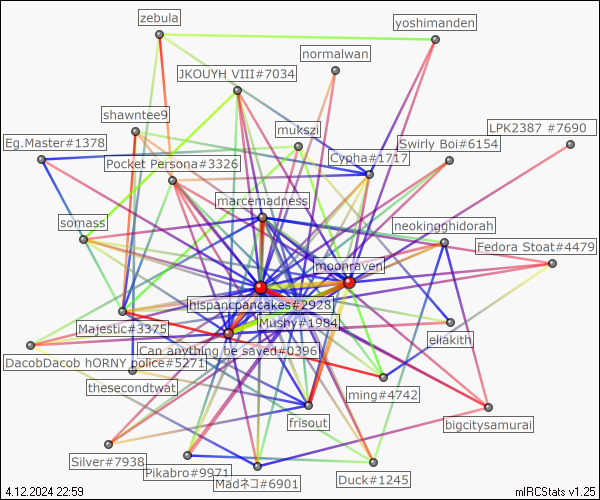 zebula
yoshimanden
normalwan
JKOUYH VIII#7034
shawntee9
LPK2387 #7690
mukszi
Eg.Master#1378
Swirly Boi#6154
Cypha#1717
Pocket Persona#3326
marcemadness
somass
neokingghidorah
Fedora Stoat#4479
moonraven
hispancpancakes#2928
Mushy#1984
Majestic#3375
eliakith
Can anything be saved#0396
DacobDacob hORNY police#5271
thesecondtwat
ming#4742
frisout
bigcitysamurai
Silver#7938
Pikabro#9971
Madネコ#6901
Duck#1245
4.12.2024 22:59
mIRCStats v1.25